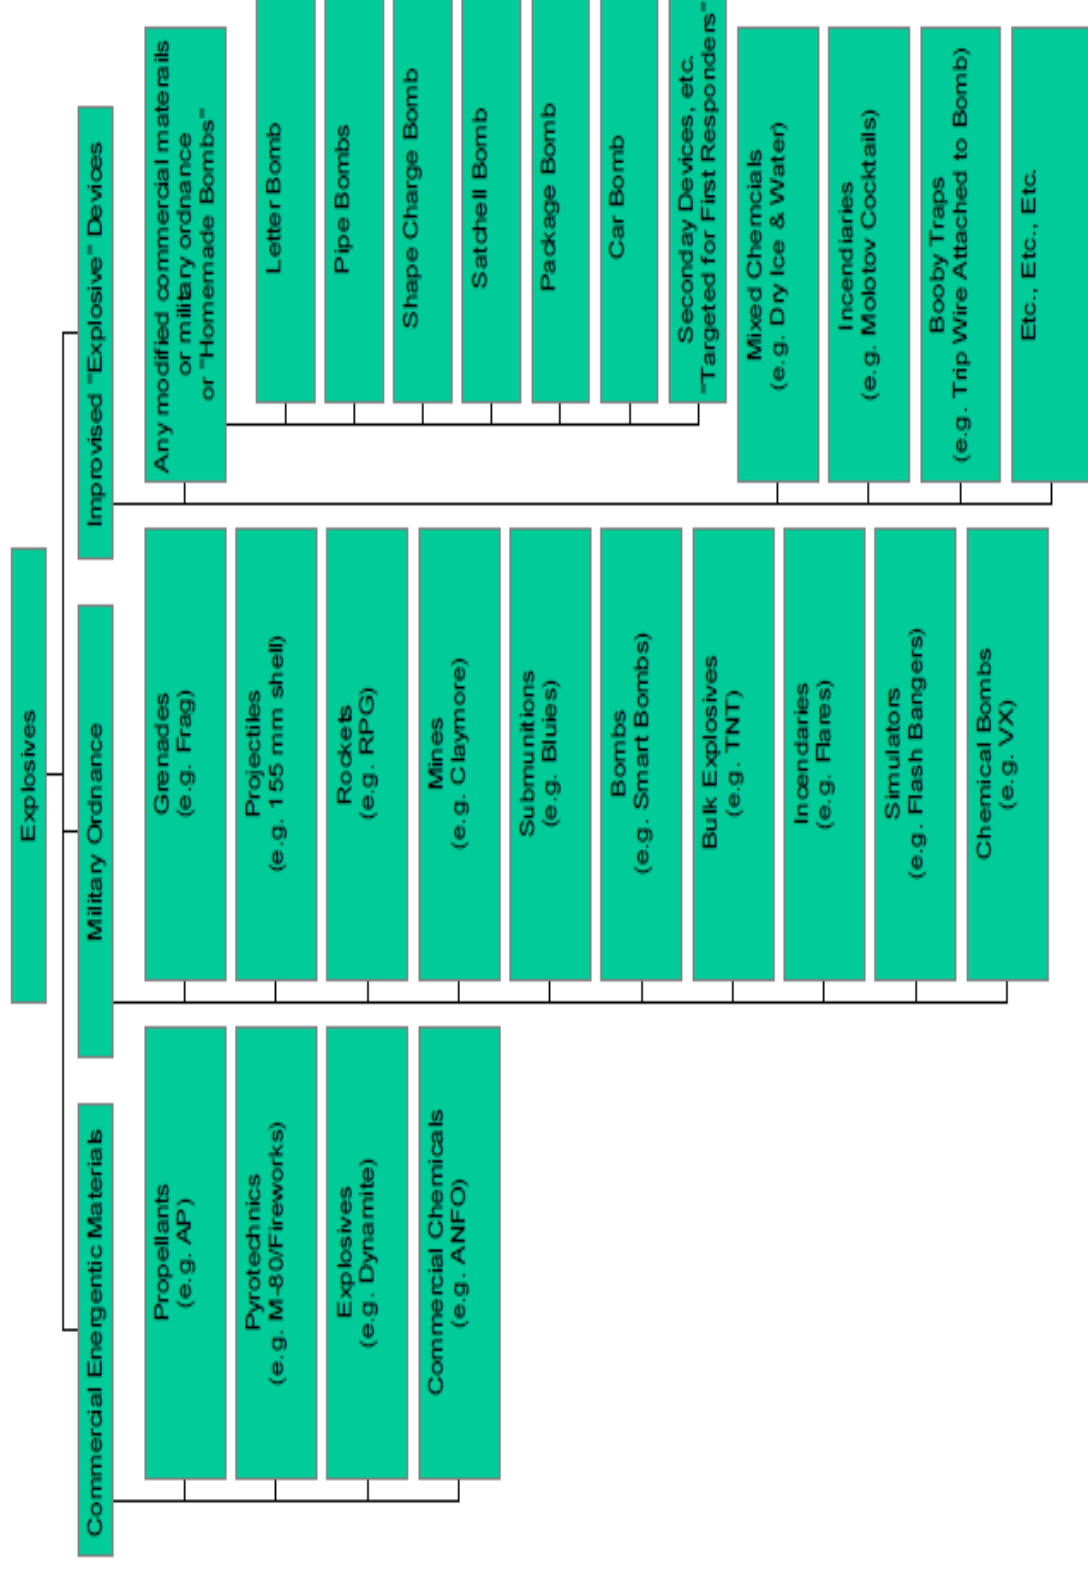 Explosives
Commercial Energentic Materials
Propellants
(e.g. AP)
Pyrotechnics
(e.g. M-80/Fireworks)
Explosives
(e.g. Dynamite)
Commercial Chemicals
(e.g. ANFO)
Military Ordnance
Grenades
(e.g. Frag)
Projectiles
(e.g. 155 mm shell)
Rockets
(e.g. RPG)
Mines
(e.g. Claymore)
Submunitions
(e.g. Bluies)
Bombs
(e.g. Smart Bombs)
Bulk Explosives
(e.g. TNT)
Incendaries
(e.g. Flares)
Simulators
(e.g. Flash Bangers)
Chemical Bombs
(e.g. VX)
Improvised "Explosive" Devices
Any modified commercial materails
or military ordnance
or "Homemade Bombs"
Letter Bomb
Pipe Bombs
Shape Charge Bomb
Satchell Bomb
Package Bomb
Car Bomb
Seconday Devices, etc.
"Targeted for First Responders"
Mixed Chemcials
(e.g. Dry Ice & Water)
Incendiaries
(e.g. Molotov Cocktails)
Booby Traps
(e.g. Trip Wire Attached to Bomb)
Etc., Etc., Etc.